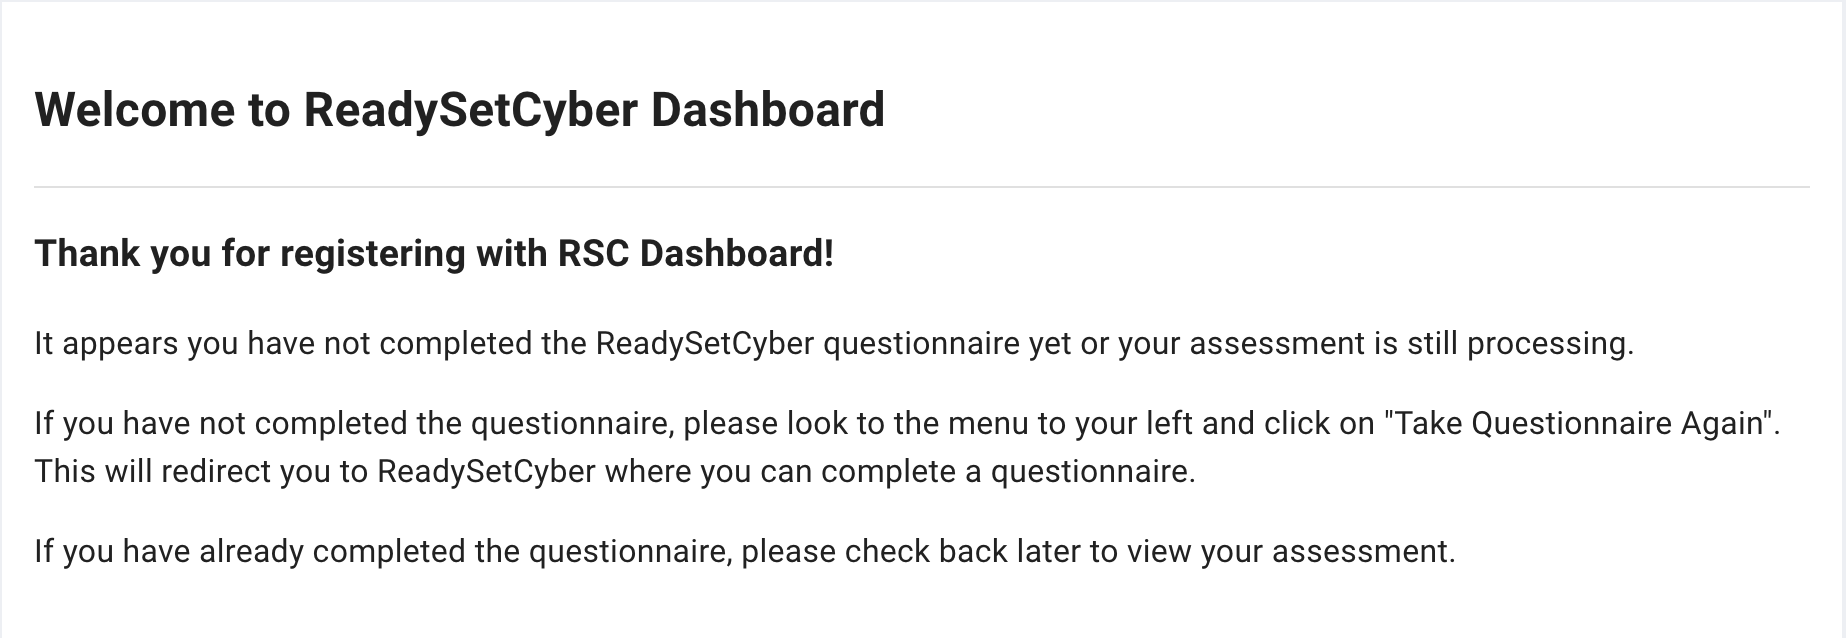 Welcome to ReadySetCyber Dashboard
Thank you for registering with RSC Dashboard!
It appears you have not completed the ReadySetCyber questionnaire yet or your assessment is still processing.
If you have not completed the questionnaire, please look to the menu to your left and click on "Take Questionnaire Again".
This will redirect you to ReadySetCyber where you can complete a questionnaire.
If you have already completed the questionnaire, please check back later to view your assessment.